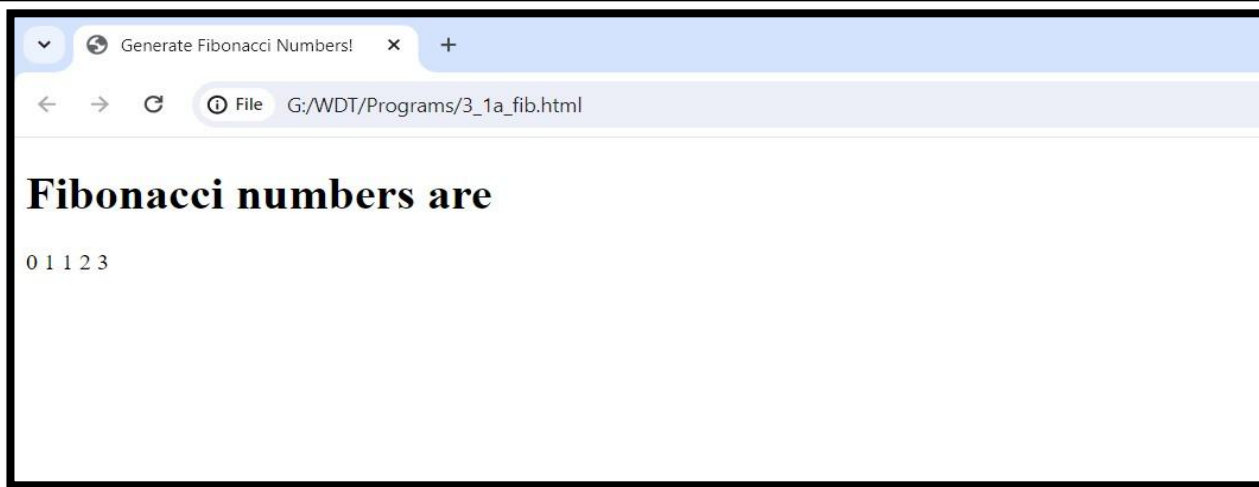 Generate Fibonacci Numbers!
File G:/WDT/Programs/3_1a_fib.html
Fibonacci numbers are
0 1 1 2 3